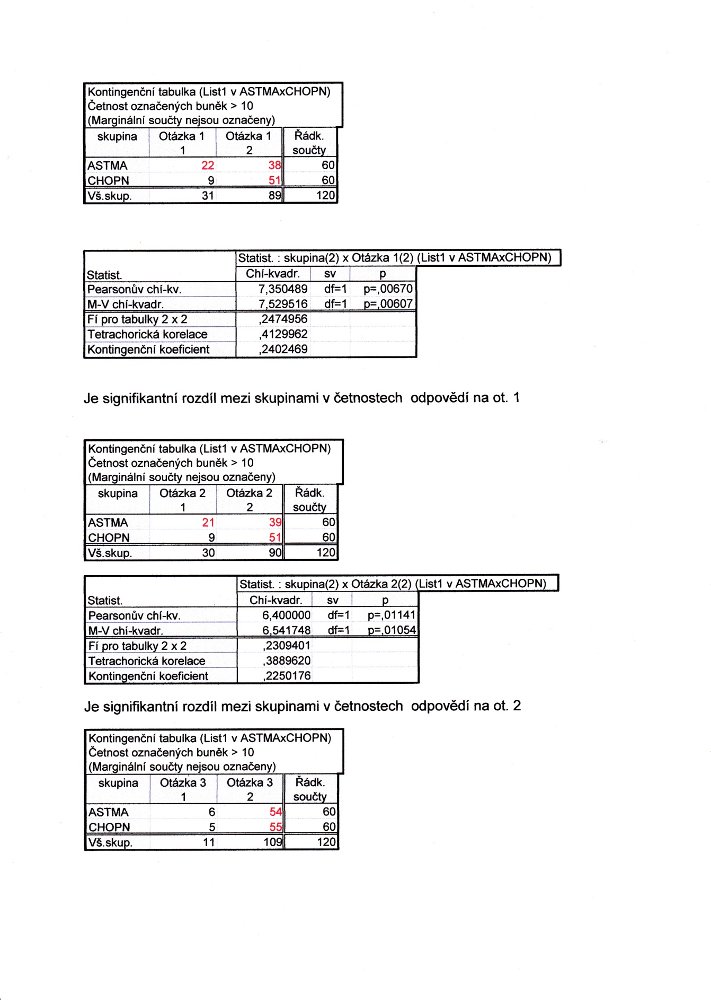 Kontingenční tabulka (List1 v ASTMAxCHOPN)
Četnost označených buněk > 10
(Marginální součty nejsou označeny)
skupina Otázka 1 Otázka 1 Řádk.
1 2 součty
ASTMA 22 38 60
CHOPN 9 51 60
Vš.skup. 31 89 120
Statist. : skupina(2) x Otázka 1(2) (List1 v ASTMAxCHOPN)
Statist. Chí-kvadr. sv p
Pearsonův chí-kv. 7,350489 df=1 p=,00670
M-V chí-kvadr. 7,529516 df=1 p=,00607
Fí pro tabulky 2 x 2 ,2474956
Tetrachorická korelace ,4129962
Kontingenční koeficient ,2402469
Je signifikantní rozdíl mezi skupinami v četnostech odpovědí na ot. 1
Kontingenční tabulka (List1 v ASTMAxCHOPN)
Četnost označených buněk > 10
(Marginální součty nejsou označeny)
skupina Otázka 2 Otázka 2 Řádk.
1 2 součty
ASTMA 21 39 60
CHOPN 9 51 60
Vš.skup. 30 90 120
Statist. : skupina(2) x Otázka 2(2) (List1 v ASTMAxCHOPN)
Statist. Chí-kvadr. sv p
Pearsonův chí-kv. 6,400000 df=1 p=,01141
M-V chí-kvadr. 6,541748 df=1 p=,01054
Fí pro tabulky 2 x 2 ,2309401
Tetrachorická korelace ,3889620
Kontingenční koeficient ,2250176
Je signifikantní rozdíl mezi skupinami v četnostech odpovědí na ot. 2
Kontingenční tabulka (List1 v ASTMAxCHOPN)
Četnost označených buněk > 10
(Marginální součty nejsou označeny)
skupina Otázka 3 Otázka 3 Řádk.
1 2 součty
ASTMA 6 54 60
CHOPN 5 55 60
Vš.skup. 11 109 120